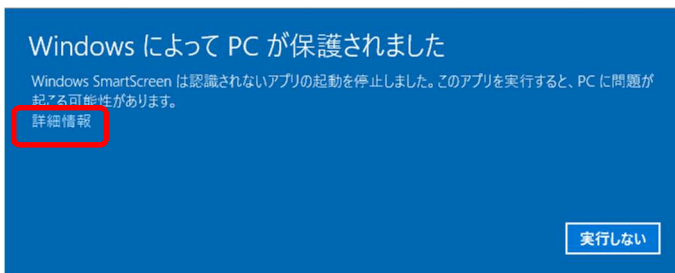 Windows によって PC が保護されました
Windows SmartScreen は認識されないアプリの起動を停止しました。このアプリを実行すると、PC に問題が
起こる可能性があります。
詳細情報
実行しない